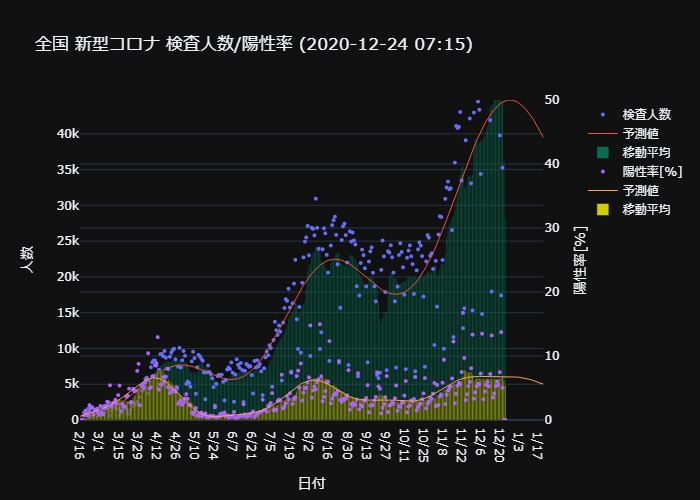 全国 新型コロナ 検査人数/陽性率 (2020-12-24 07:15)
検査人数
予測値
移動平均
陽性率[%]
予測値
移動平均
人数
40k
35k
30k
25k
20k
15k
10k
5k
0
陽性率[%]
50
40
30
20
10
0
2/16
3/1
3/15
3/29
4/12
4/26
5/10
5/24
6/7
6/21
7/5
7/19
8/2
8/16
8/30
9/13
9/27
10/11
10/25
11/8
11/22
12/6
12/20
1/3
1/17
日付